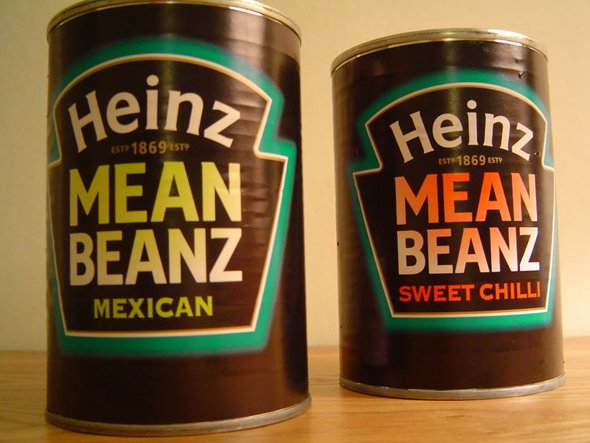 Heinz
ESTD 1869 ESTD
MEAN
BEANZ
MEXICAN
Heinz
ESTD 1869 ESTD
MEAN
BEANZ
SWEET CHILLI